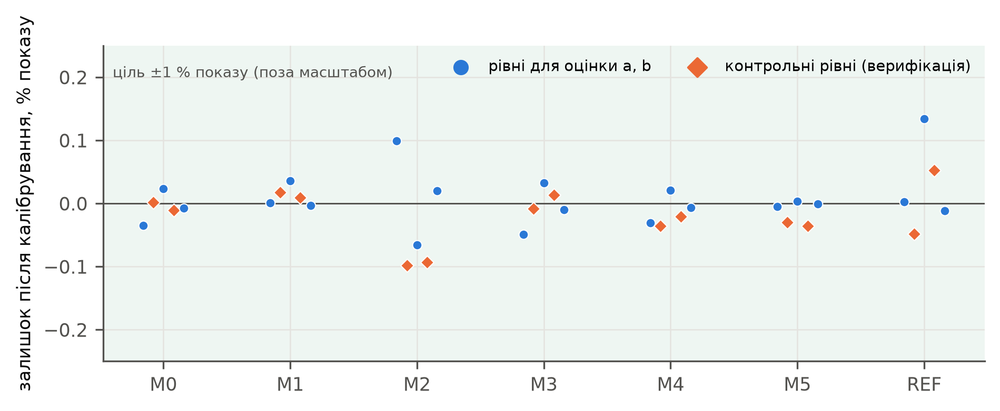 залишок після калібрування, % показу
ціль ±1 % показу (поза масштабом)
рівні для оцінки a, b
контрольні рівні (верифікація)
0.2
0.1
0.0
−0.1
−0.2
M0
M1
M2
M3
M4
M5
REF